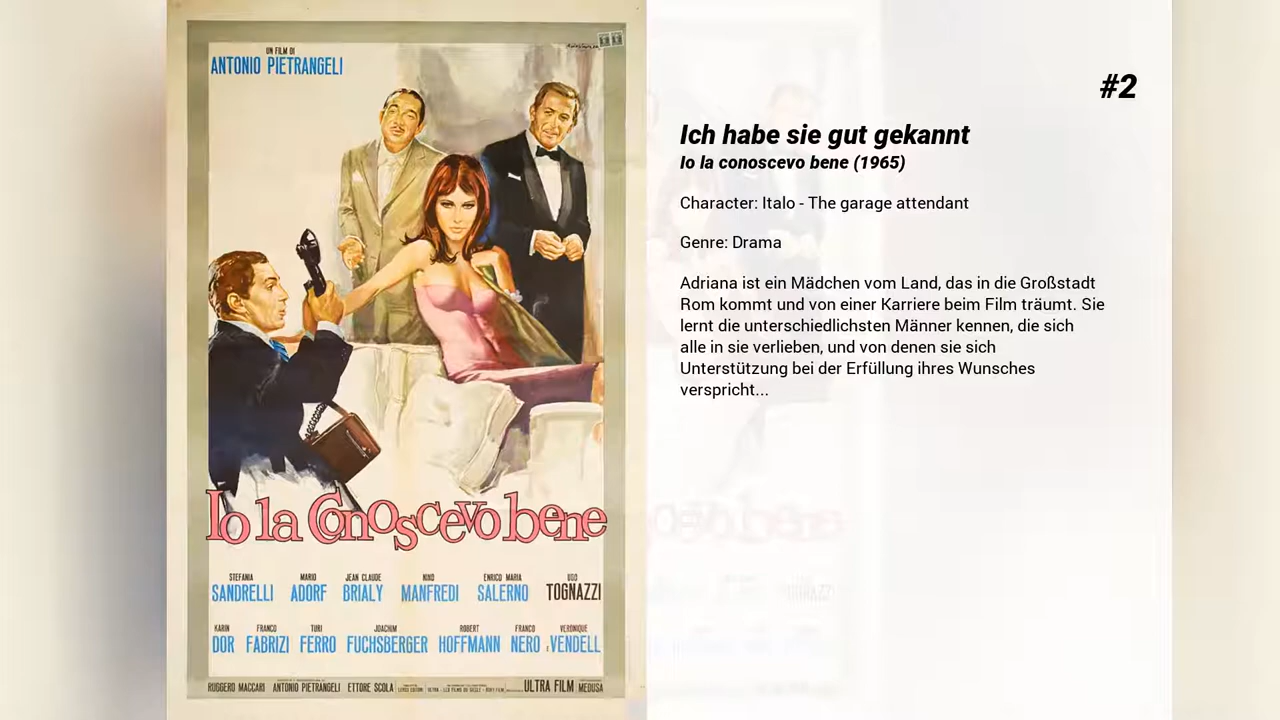 UN FILM DI
ANTONIO PIETRANGELI
Io la Conoscevo bene
STEFANIA SANDRELLI
MARIO ADORF
JEAN CLAUDE BRIALY
NINO MANFREDI
ENRICO MARIA SALERNO
UGO TOGNAZZI
KARIN DOR
FRANCO FABRIZI
TURI FERRO
JOACHIM FUCHSBERGER
ROBERT HOFFMANN
FRANCO NERO
VERONIQUE VENDELL
RUGGERO MACCARI ANTONIO PIETRANGELI ETTORE SCOLA ULTRA FILM MEDUSA
#2
Ich habe sie gut gekannt
Io la conoscevo bene (1965)
Character: Italo - The garage attendant
Genre: Drama
Adriana ist ein Mädchen vom Land, das in die Großstadt
Rom kommt und von einer Karriere beim Film träumt. Sie
lernt die unterschiedlichsten Männer kennen, die sich
alle in sie verlieben, und von denen sie sich
Unterstützung bei der Erfüllung ihres Wunsches
verspricht...